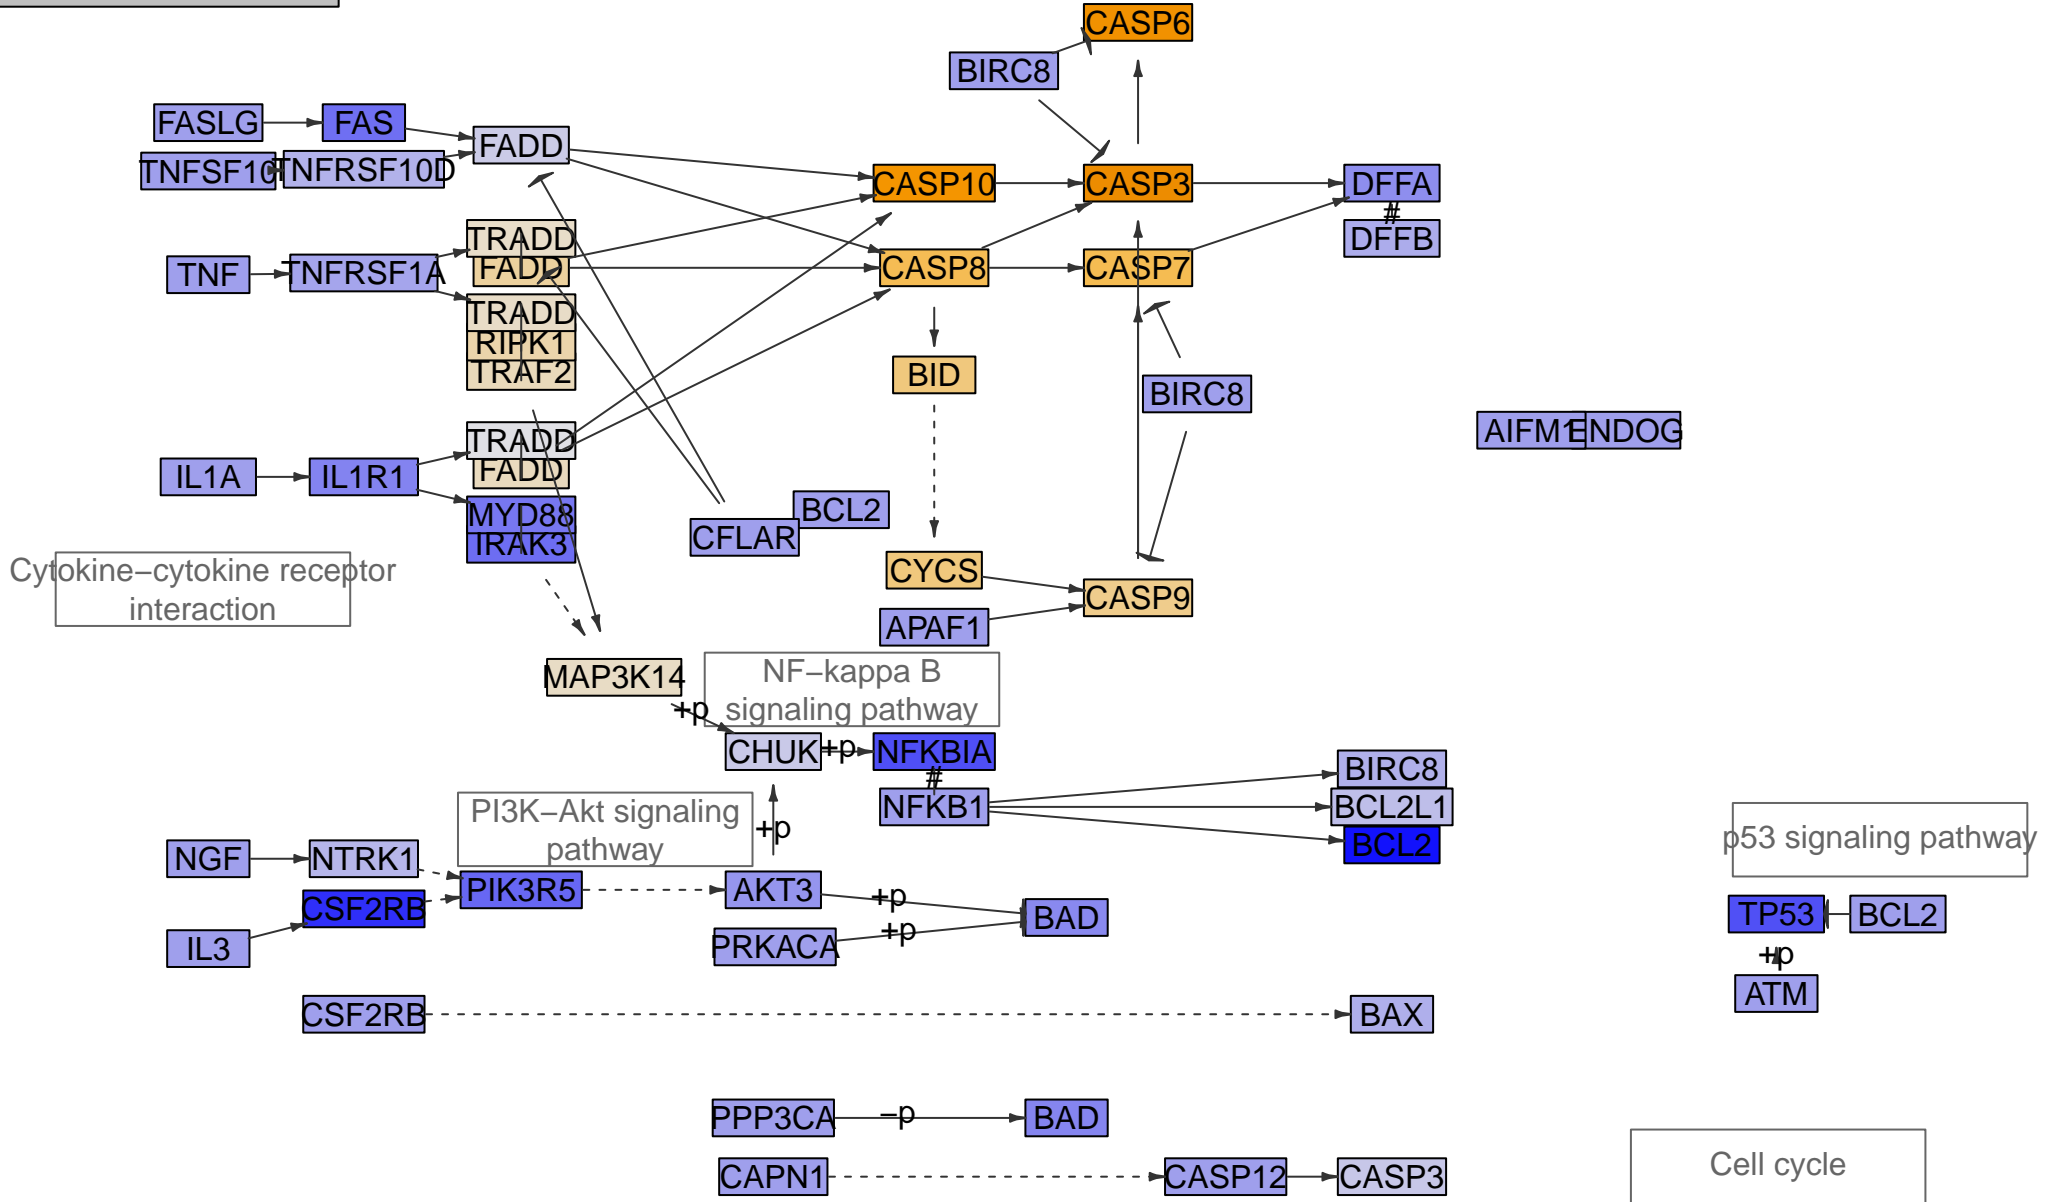 CASP6
BIRC8
FASLG
FAS
FADD
TNFSF10
TNFRSF10D
CASP10
CASP3
DFFA
#
DFFB
TRADD
FADD
TNF
TNFRSF1A
CASP8
CASP7
TRADD
RIPK1
TRAF2
BID
BIRC8
AIFM1
ENDOG
TRADD
FADD
IL1A
IL1R1
MYD88
IRAK3
BCL2
CFLAR
Cytokine–cytokine receptor
interaction
CYCS
CASP9
APAF1
MAP3K14
NF–kappa B
signaling pathway
+p
CHUK
+p
NFKBIA
#
NFKB1
BIRC8
BCL2L1
BCL2
PI3K–Akt signaling
pathway
+p
p53 signaling pathway
NGF
NTRK1
CSF2RB
PIK3R5
AKT3
+p
BAD
IL3
PRKACA
+p
TP53
BCL2
+p
ATM
CSF2RB
BAX
PPP3CA
–p
BAD
CAPN1
CASP12
CASP3
Cell cycle